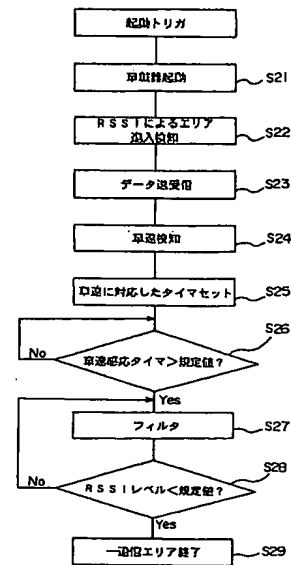 起動トリガ
車載器起動
S21
RSSIによるエリア
進入検知
S22
データ送受信
S23
車速検知
S24
車速に対応したタイマセット
S25
S26
車速感応タイマ>規定値?
No
Yes
フィルタ
S27
S28
RSSIレベル<規定値?
No
Yes
一通信エリア終了
S29